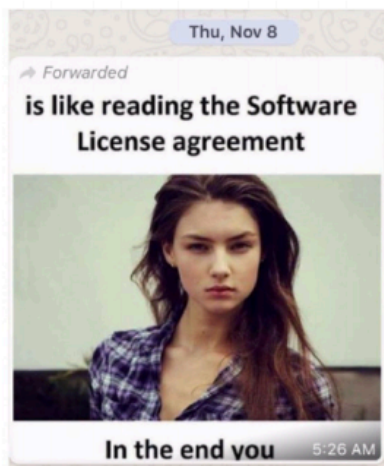 Thu, Nov 8
Forwarded
is like reading the Software
License agreement
In the end you
5:26 AM